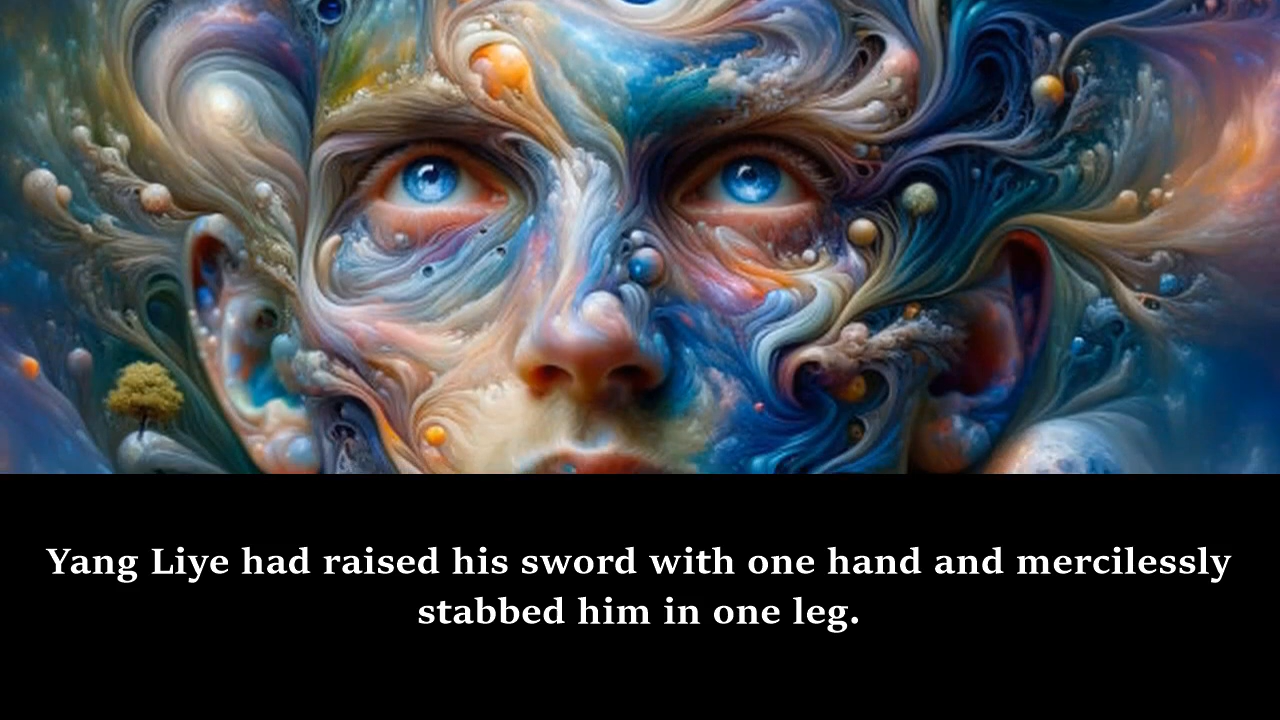 Yang Liye had raised his sword with one hand and mercilessly
stabbed him in one leg.